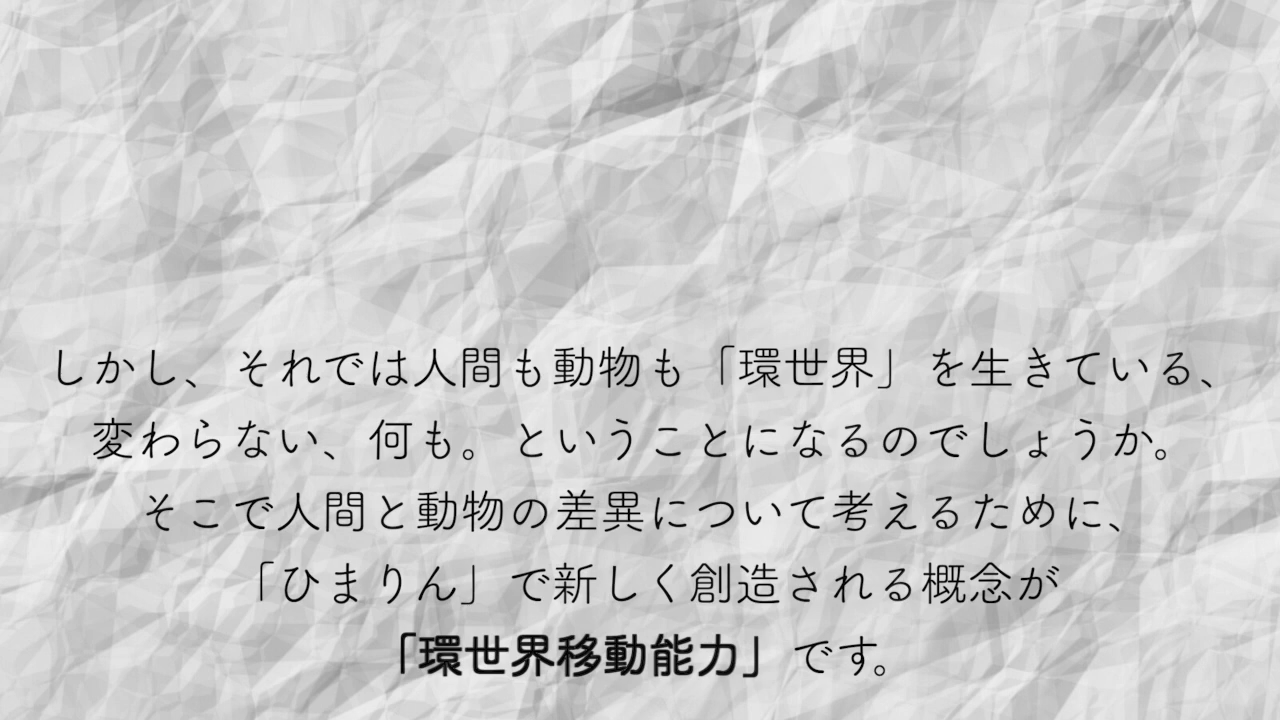 しかし、それでは人間も動物も「環世界」を生きている、
変わらない、何も。ということになるのでしょうか。
そこで人間と動物の差異について考えるために、
「ひまりん」で新しく創造される概念が
「環世界移動能力」です。